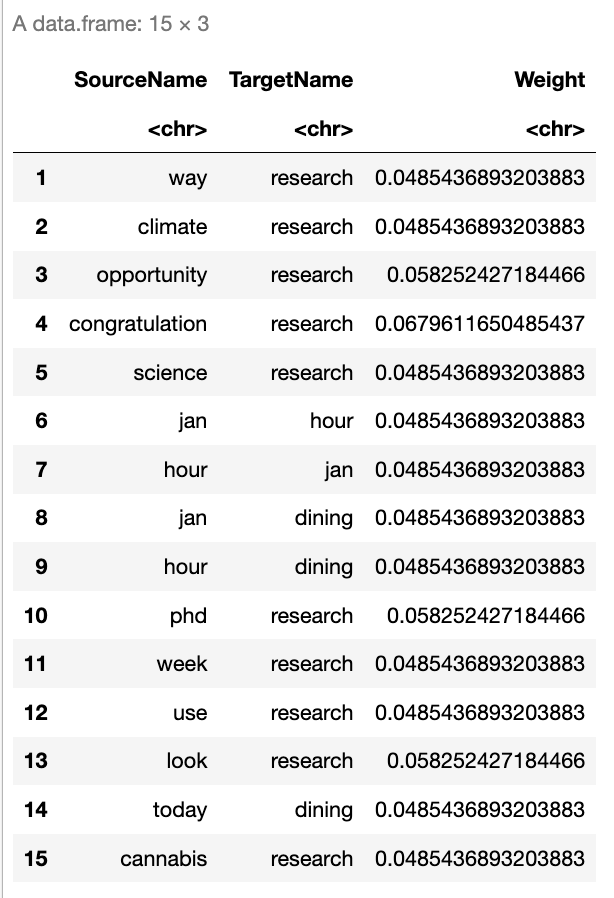 A data.frame: 15 × 3
SourceName TargetName Weight
<chr> <chr> <chr>
1 way research 0.0485436893203883
2 climate research 0.0485436893203883
3 opportunity research 0.058252427184466
4 congratulation research 0.0679611650485437
5 science research 0.0485436893203883
6 jan hour 0.0485436893203883
7 hour jan 0.0485436893203883
8 jan dining 0.0485436893203883
9 hour dining 0.0485436893203883
10 phd research 0.058252427184466
11 week research 0.0485436893203883
12 use research 0.0485436893203883
13 look research 0.058252427184466
14 today dining 0.0485436893203883
15 cannabis research 0.0485436893203883